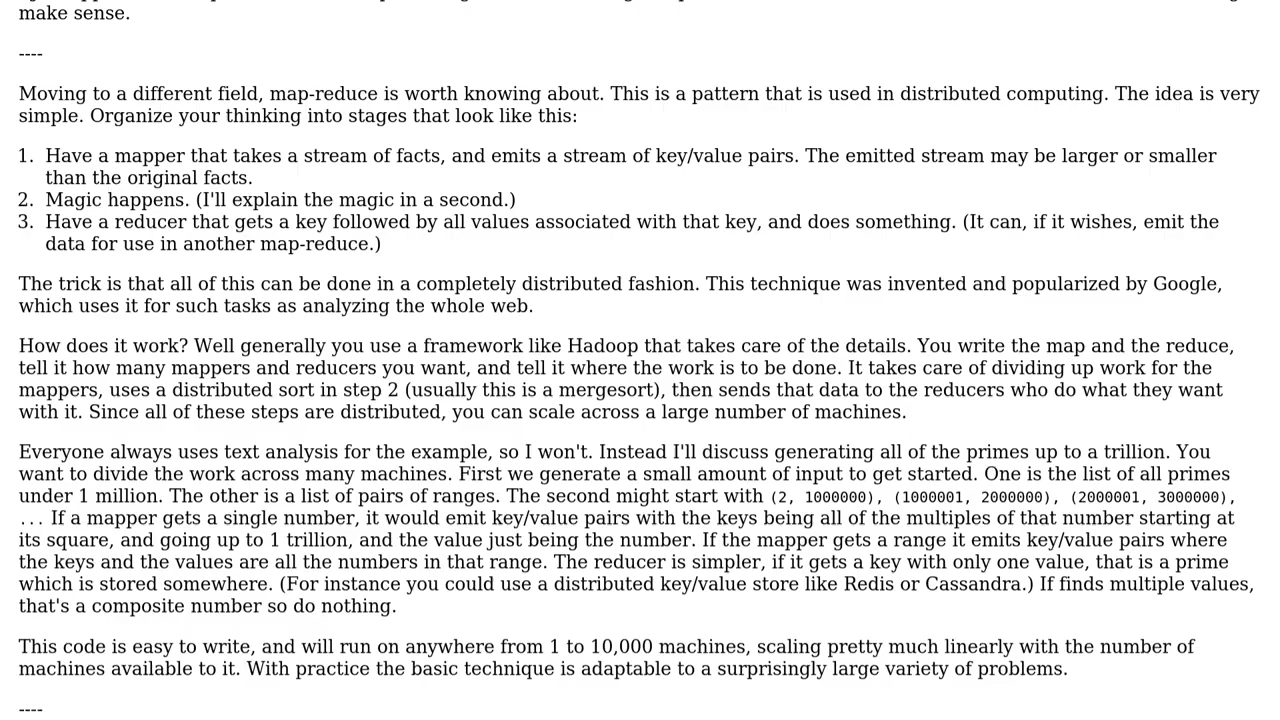 make sense.
----
Moving to a different field, map-reduce is worth knowing about. This is a pattern that is used in distributed computing. The idea is very
simple. Organize your thinking into stages that look like this:
1. Have a mapper that takes a stream of facts, and emits a stream of key/value pairs. The emitted stream may be larger or smaller
than the original facts.
2. Magic happens. (I'll explain the magic in a second.)
3. Have a reducer that gets a key followed by all values associated with that key, and does something. (It can, if it wishes, emit the
data for use in another map-reduce.)
The trick is that all of this can be done in a completely distributed fashion. This technique was invented and popularized by Google,
which uses it for such tasks as analyzing the whole web.
How does it work? Well generally you use a framework like Hadoop that takes care of the details. You write the map and the reduce,
tell it how many mappers and reducers you want, and tell it where the work is to be done. It takes care of dividing up work for the
mappers, uses a distributed sort in step 2 (usually this is a mergesort), then sends that data to the reducers who do what they want
with it. Since all of these steps are distributed, you can scale across a large number of machines.
Everyone always uses text analysis for the example, so I won't. Instead I'll discuss generating all of the primes up to a trillion. You
want to divide the work across many machines. First we generate a small amount of input to get started. One is the list of all primes
under 1 million. The other is a list of pairs of ranges. The second might start with (2, 1000000), (1000001, 2000000), (2000001, 3000000),
... If a mapper gets a single number, it would emit key/value pairs with the keys being all of the multiples of that number starting at
its square, and going up to 1 trillion, and the value just being the number. If the mapper gets a range it emits key/value pairs where
the keys and the values are all the numbers in that range. The reducer is simpler, if it gets a key with only one value, that is a prime
which is stored somewhere. (For instance you could use a distributed key/value store like Redis or Cassandra.) If finds multiple values,
that's a composite number so do nothing.
This code is easy to write, and will run on anywhere from 1 to 10,000 machines, scaling pretty much linearly with the number of
machines available to it. With practice the basic technique is adaptable to a surprisingly large variety of problems.
----